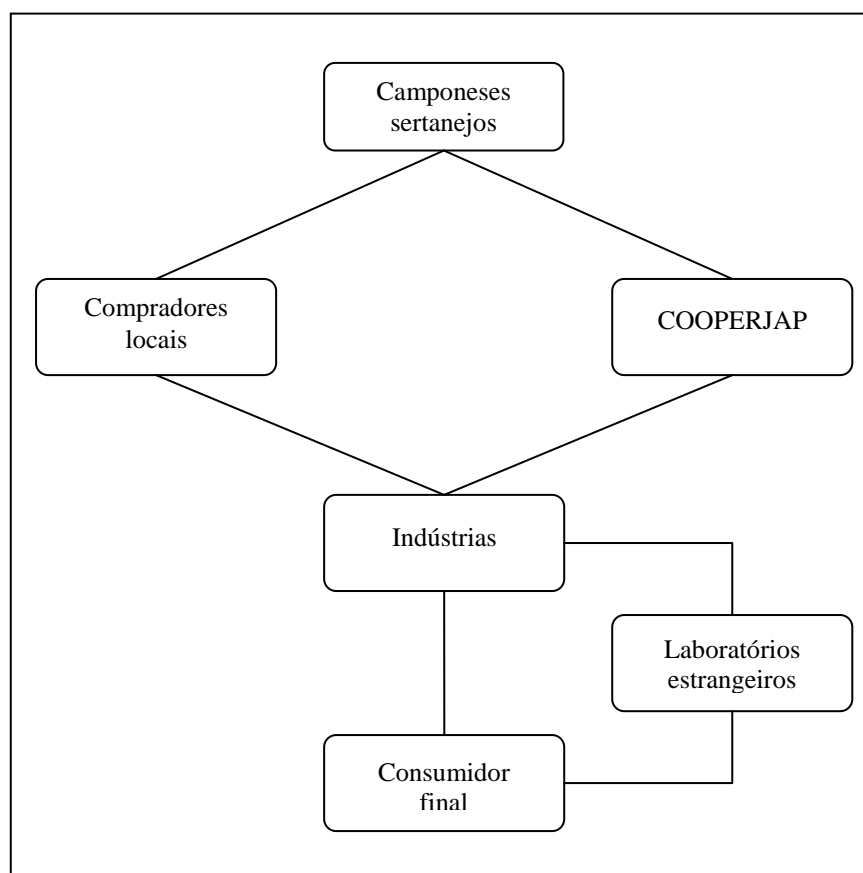 Camponeses
sertanejos
Compradores
locais
COOPERJAP
Indústrias
Laboratórios
estrangeiros
Consumidor
final